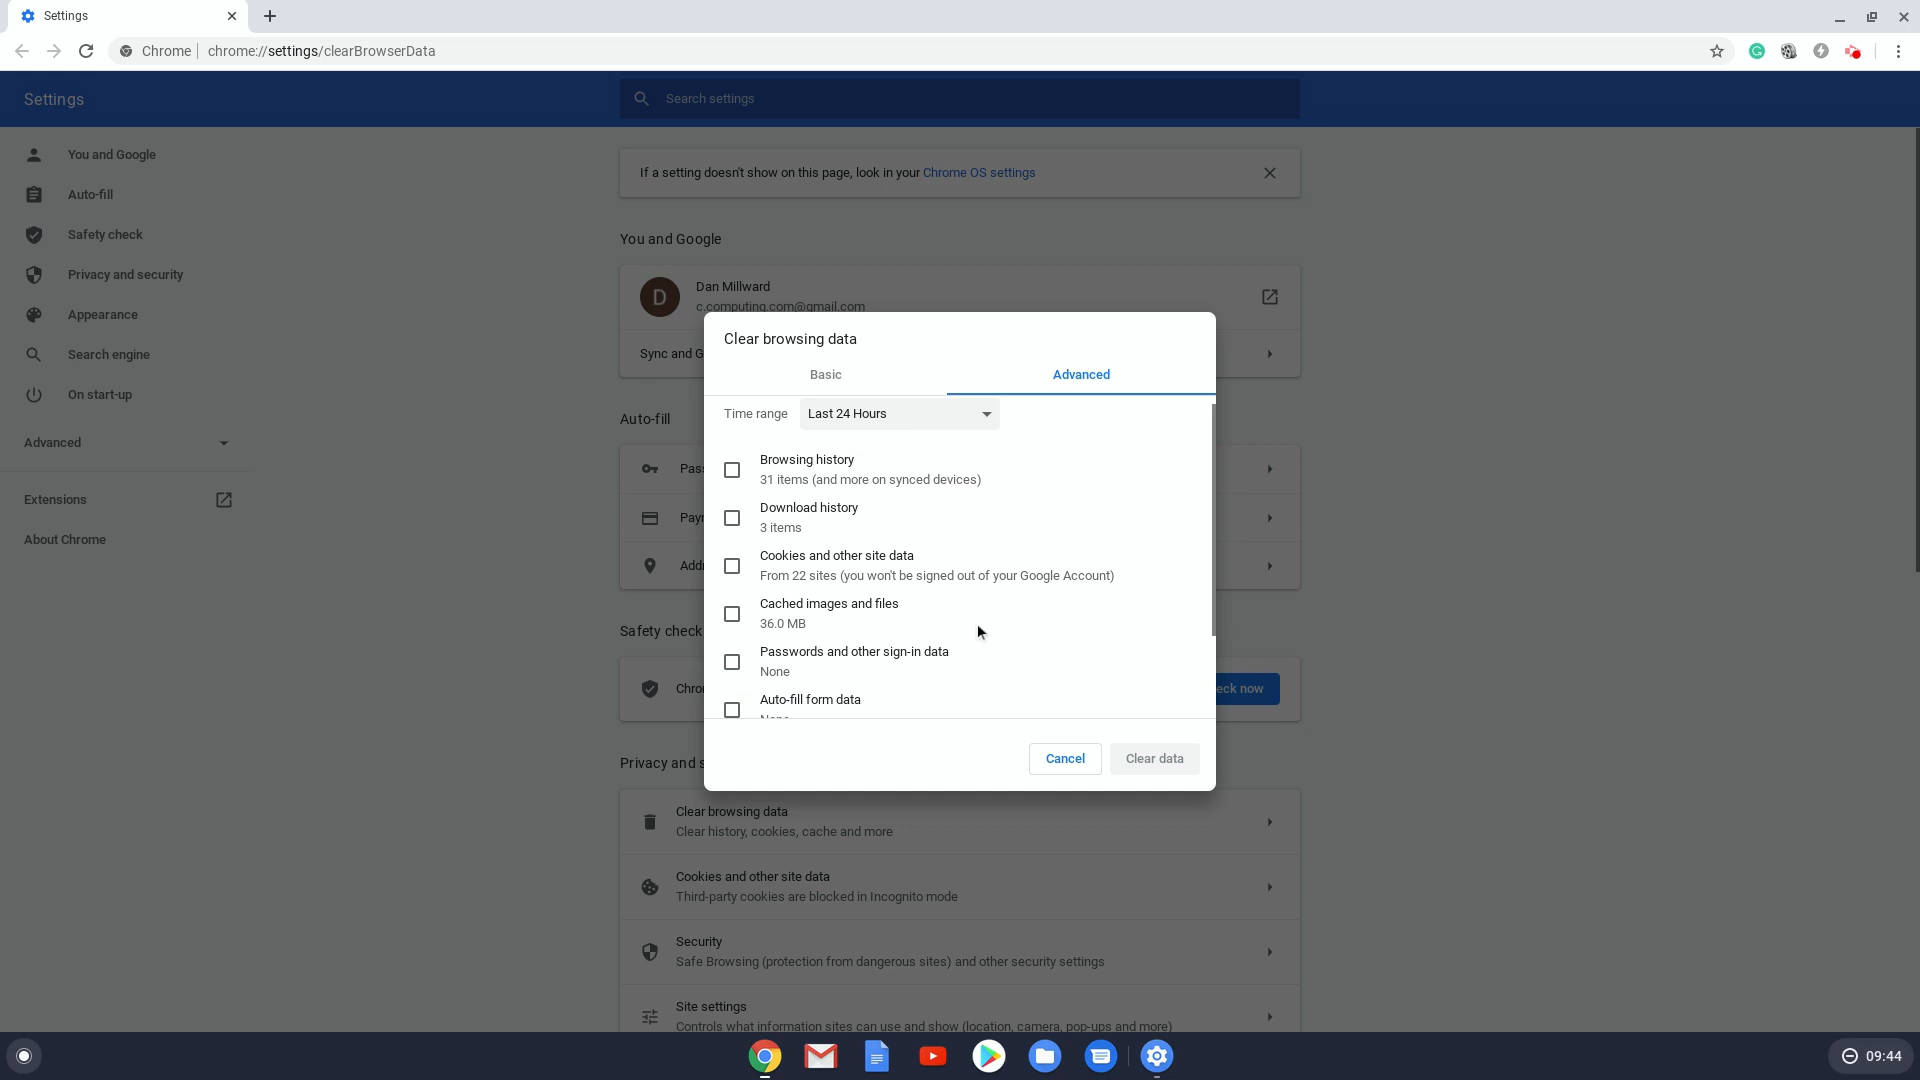 Settings
Chrome
chrome://settings/clearBrowserData
Settings
Search settings
You and Google
Auto-fill
Safety check
Privacy and security
Appearance
Search engine
On start-up
Advanced
Extensions
About Chrome
If a setting doesn't show on this page, look in your Chrome OS settings
You and Google
D
Dan Millward
c.computing.com@gmail.com
Sync and G
Auto-fill
Pass
Payr
Addr
Safety check
Chro
eck now
Privacy and s
Clear browsing data
Basic
Advanced
Time range
Last 24 Hours
Browsing history
31 items (and more on synced devices)
Download history
3 items
Cookies and other site data
From 22 sites (you won't be signed out of your Google Account)
Cached images and files
36.0 MB
Passwords and other sign-in data
None
Auto-fill form data
None
Cancel
Clear data
Clear browsing data
Clear history, cookies, cache and more
Cookies and other site data
Third-party cookies are blocked in Incognito mode
Security
Safe Browsing (protection from dangerous sites) and other security settings
Site settings
Controls what information sites can use and show (location, camera, pop-ups and more)
09:44